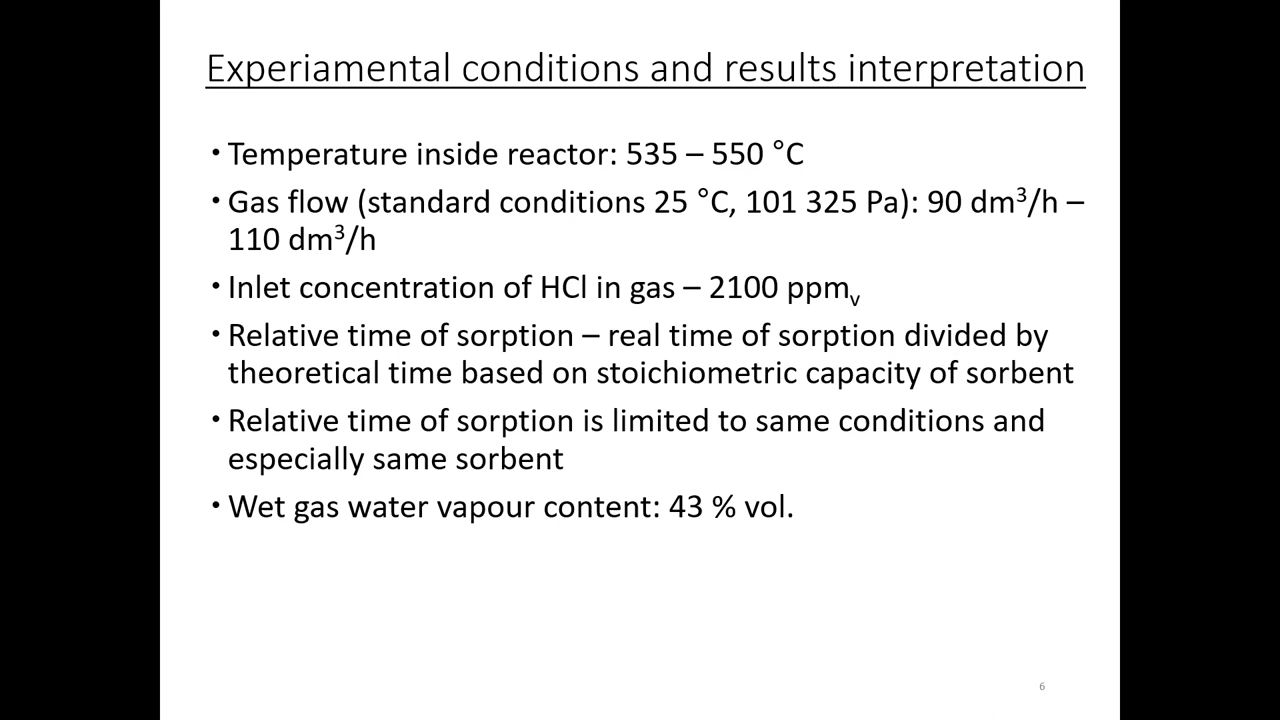 Experiamental conditions and results interpretation
• Temperature inside reactor: 535 – 550 °C
• Gas flow (standard conditions 25 °C, 101 325 Pa): 90 dm³/h –
110 dm³/h
• Inlet concentration of HCl in gas – 2100 ppmᵥ
• Relative time of sorption – real time of sorption divided by
theoretical time based on stoichiometric capacity of sorbent
• Relative time of sorption is limited to same conditions and
especially same sorbent
• Wet gas water vapour content: 43 % vol.
6